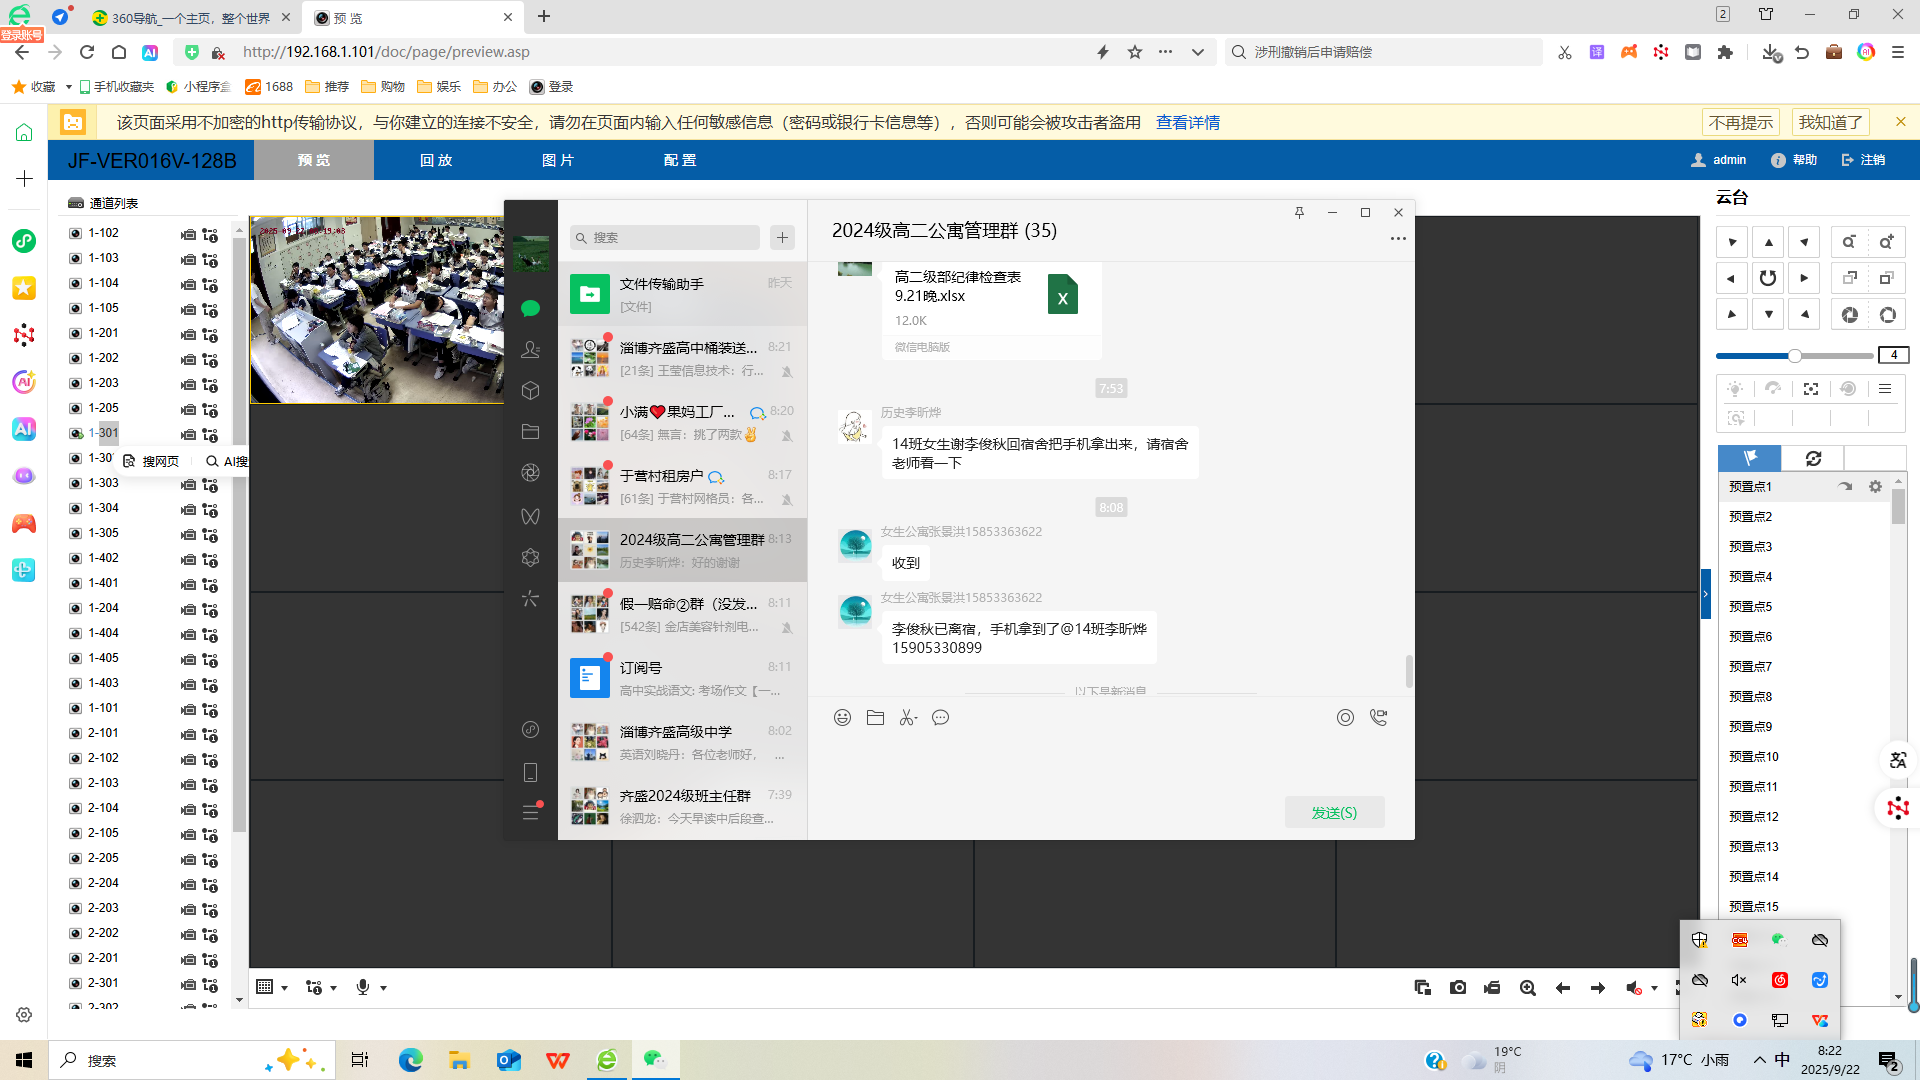 登录账号
360导航_一个主页，整个世界
预 览
2
http://192.168.1.101/doc/page/preview.asp
涉刑撤销后申请赔偿
收藏
手机收藏夹
小程序盒
1688
推荐
购物
娱乐
办公
登录
该页面采用不加密的http传输协议，与你建立的连接不安全，请勿在页面内输入任何敏感信息（密码或银行卡信息等），否则可能会被攻击者盗用 查看详情
不再提示
我知道了
JF-VER016V-128B
预 览
回 放
图 片
配 置
admin
帮助
注销
通道列表
1-102
1-103
1-104
1-105
1-201
1-202
1-203
1-205
1-301
1-30
搜网页
AI搜
1-303
1-304
1-305
1-402
1-401
1-204
1-404
1-405
1-403
1-101
2-101
2-102
2-103
2-104
2-105
2-205
2-204
2-203
2-202
2-201
2-301
2-302
搜索
文件传输助手
昨天
[文件]
淄博齐盛高中桶装送...
8:21
[21条] 王莹信息技术：行...
小满❤果妈工厂...
8:20
[64条] 無言：挑了两款✌
于营村租房户
8:17
[61条] 于营村网格员：各...
2024级高二公寓管理群
8:13
历史李昕烨：好的谢谢
假一赔命②群（没发...
8:11
[542条] 金店美容针剂电...
订阅号
8:11
高中实战语文: 考场作文【一...
淄博齐盛高级中学
8:02
英语刘晓丹：各位老师好， ...
齐盛2024级班主任群
7:39
徐泗龙：今天早读中后段查...
2024级高二公寓管理群 (35)
高二级部纪律检查表
9.21晚.xlsx
12.0K
微信电脑版
7:53
历史李昕烨
14班女生谢李俊秋回宿舍把手机拿出来，请宿舍
老师看一下
8:08
女生公寓张景洪15853363622
收到
女生公寓张景洪15853363622
李俊秋已离宿，手机拿到了@14班李昕烨
15905330899
以下是新消息
发送(S)
云台
4
预置点1
预置点2
预置点3
预置点4
预置点5
预置点6
预置点7
预置点8
预置点9
预置点10
预置点11
预置点12
预置点13
预置点14
预置点15
搜索
19°C
阴
17°C 小雨
中
8:22
2025/9/22
2